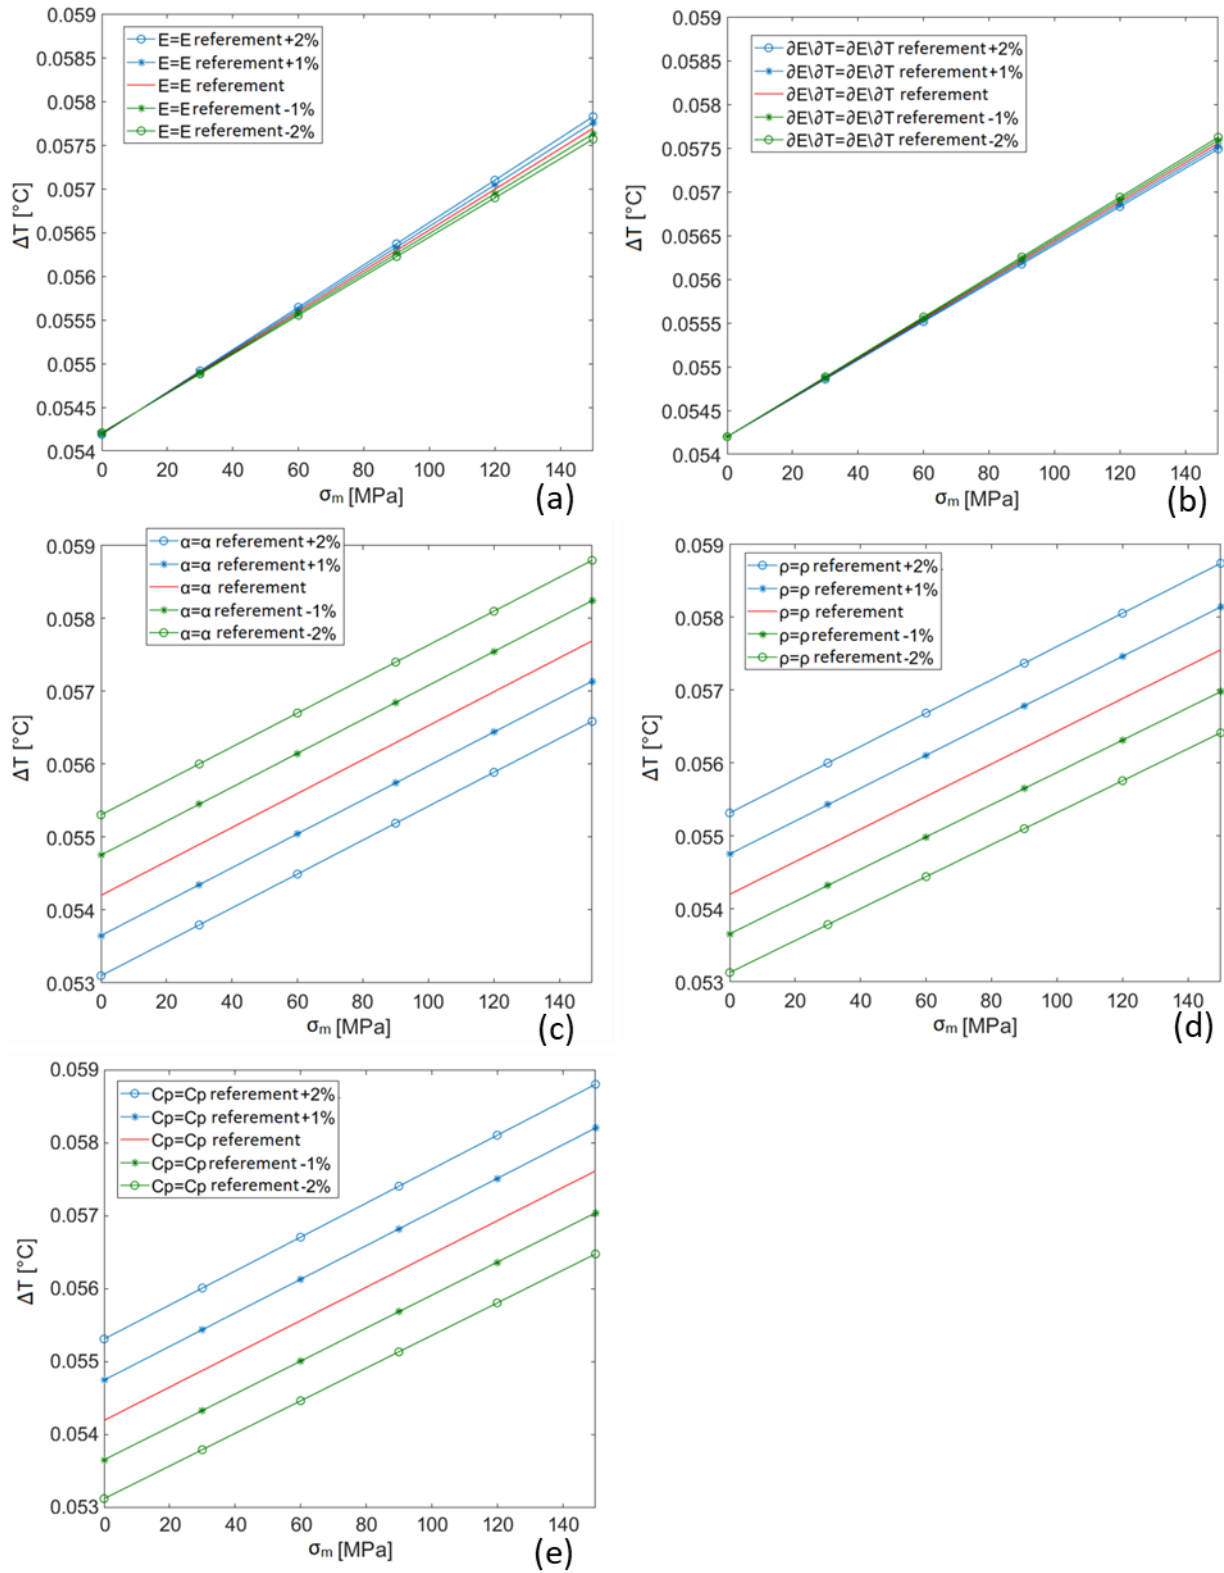 0.059
0.0585
0.058
0.0575
0.057
0.0565
0.056
0.0555
0.055
0.0545
0.054
ΔT [°C]
E=E referement +2%
E=E referement+1%
E=E referement
E=E referement -1%
E=E referement-2%
0 20 40 60 80 100 120 140
σm [MPa]
(a)
0.059
0.0585
0.058
0.0575
0.057
0.0565
0.056
0.0555
0.055
0.0545
0.054
ΔT [°C]
∂E\∂T=∂E\∂T referement+2%
∂E\∂T=∂E\∂T referement+1%
∂E\∂T=∂E\∂T referement
∂E\∂T=∂E\∂T referement-1%
∂E\∂T=∂E\∂T referement-2%
0 20 40 60 80 100 120 140
σm [MPa]
(b)
α=α referement+2%
α=α referement+1%
α=α referement
α=α referement -1%
α=α referement-2%
0.059
0.058
0.057
0.056
0.055
0.054
0.053
ΔT [°C]
0 20 40 60 80 100 120 140
σm [MPa]
(c)
0.059
0.058
0.057
0.056
0.055
0.054
0.053
ΔT [°C]
ρ=ρ referement+2%
ρ=ρ referement+1%
ρ=ρ referement
ρ=ρ referement -1%
ρ=ρ referement-2%
0 20 40 60 80 100 120 140
σm [MPa]
(d)
0.059
0.058
0.057
0.056
0.055
0.054
0.053
ΔT [°C]
Cp=Cp referement+2%
Cp=Cp referement+1%
Cp=Cp referement
Cp=Cp referement -1%
Cp=Cp referement-2%
0 20 40 60 80 100 120 140
σm [MPa]
(e)